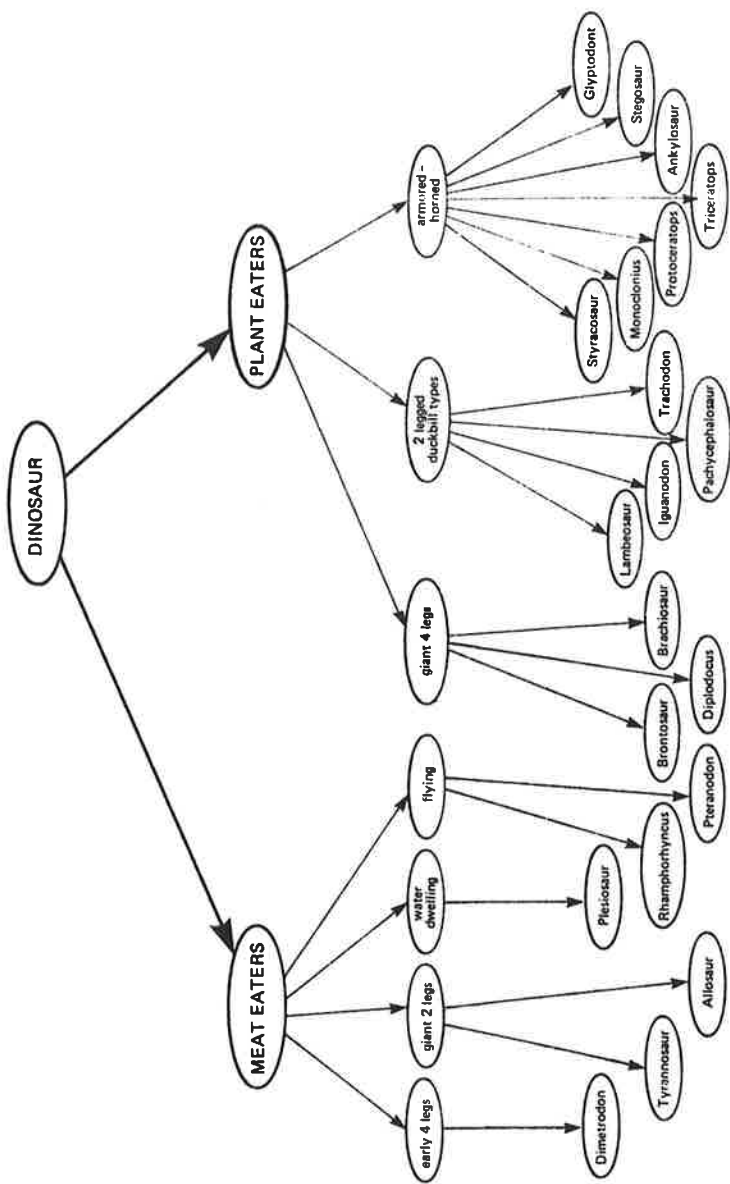 DINOSAUR
MEAT EATERS
PLANT EATERS
early 4 legs
giant 2 legs
water
dwelling
flying
giant 4 legs
2 legged
duckbill types
armored –
horned
Dimetrodon
Tyrannosaur
Allosaur
Plesiosaur
Rhamphorhyncus
Pteranodon
Brontosaur
Diplodocus
Brachiosaur
Lambeosaur
Iguanodon
Pachycephalosaur
Trachodon
Styracosaur
Monoclonius
Protoceratops
Triceratops
Ankylosaur
Stegosaur
Glyptodont